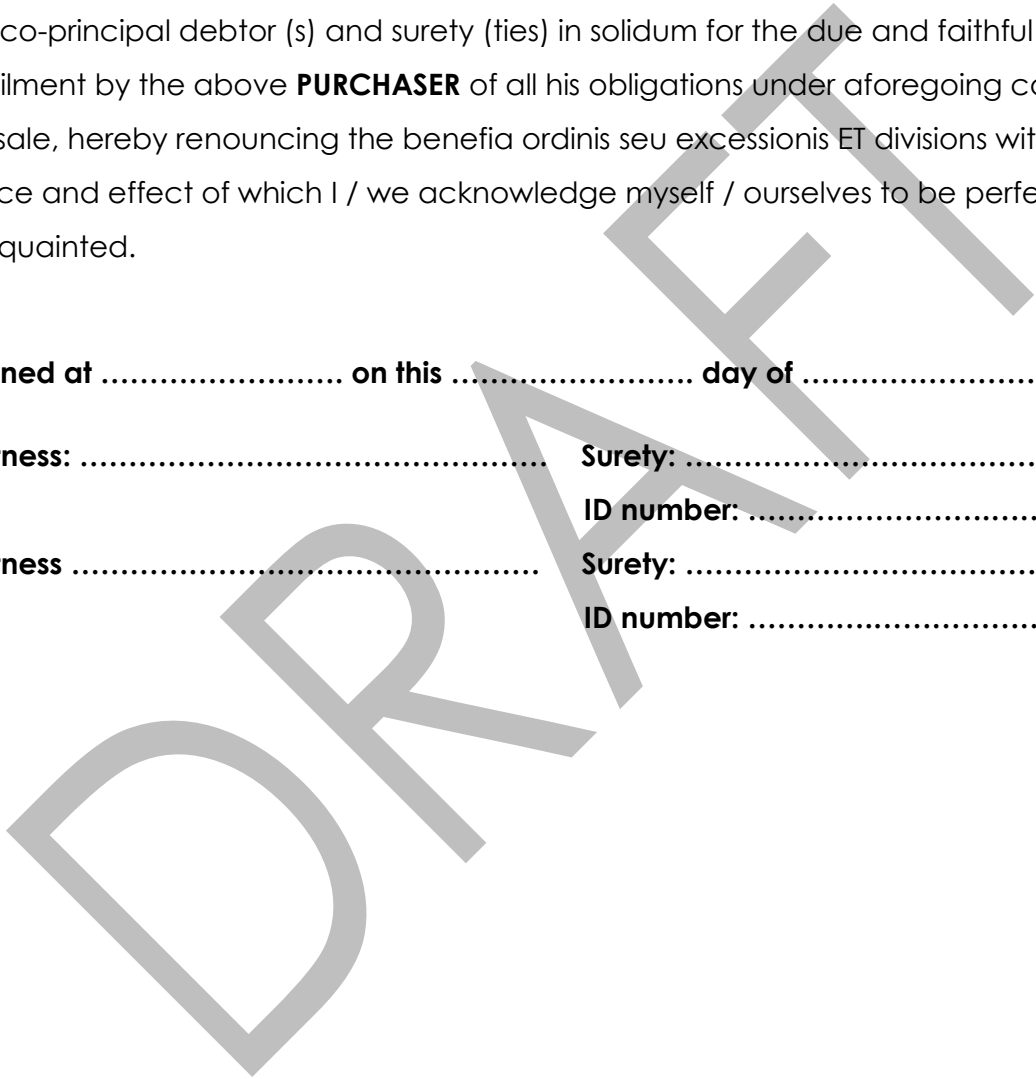 co-principal debtor (s) and surety (ties) in solidum for the due and faithful
ilment by the above PURCHASER of all his obligations under aforegoing co
sale, hereby renouncing the benefia ordinis seu excessionis ET divisions wit
ce and effect of which I / we acknowledge myself / ourselves to be perfe
quainted.
ned at ……………………. on this ……………………. day of ……………………
ness: ………………………………………… Surety: ………………………………
ID number: ………………………..
ness ………………………………………… Surety: ………………………………
ID number: …………..……………
DRAFT